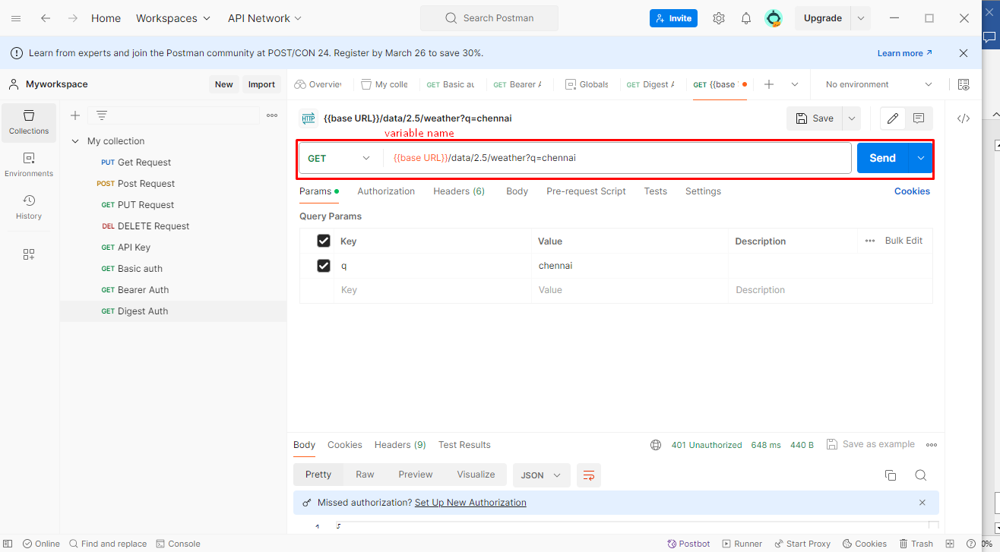 Home Workspaces API Network Search Postman Invite Upgrade
Learn from experts and join the Postman community at POST/CON 24. Register by March 26 to save 30%. Learn more
Myworkspace New Import Overvie My colle GET Basic au GET Bearer A Globals GET Digest A GET {{base No environment
Collections
Environments
History
My collection
PUT Get Request
POST Post Request
GET PUT Request
DEL DELETE Request
GET API Key
GET Basic auth
GET Bearer Auth
GET Digest Auth
HTTP {{base URL}}/data/2.5/weather?q=chennai Save
variable name
GET {{base URL}}/data/2.5/weather?q=chennai Send
Params Authorization Headers (6) Body Pre-request Script Tests Settings Cookies
Query Params
Key Value Description Bulk Edit
q chennai
Key Value Description
Body Cookies Headers (9) Test Results 401 Unauthorized 648 ms 440 B Save as example
Pretty Raw Preview Visualize JSON
Missed authorization? Set Up New Authorization
1
Online Find and replace Console Postbot Runner Start Proxy Cookies Trash 0%